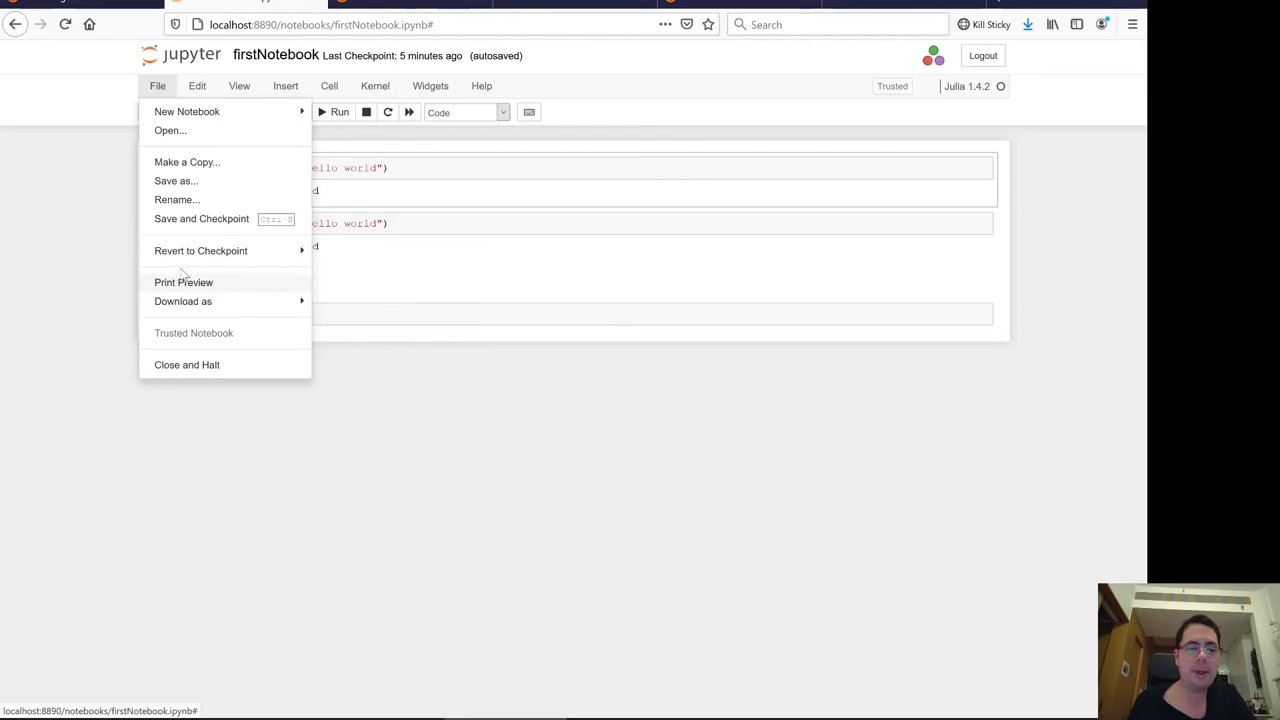 localhost:8890/notebooks/firstNotebook.ipynb#
Search
Kill Sticky
jupyter firstNotebook Last Checkpoint: 5 minutes ago (autosaved)
Logout
File Edit View Insert Cell Kernel Widgets Help
Trusted
Julia 1.4.2
New Notebook
Open...
Make a Copy...
Save as...
Rename...
Save and Checkpoint Ctrl-S
Revert to Checkpoint
Print Preview
Download as
Trusted Notebook
Close and Halt
Run
Code
ello world")
d
ello world")
d
localhost:8890/notebooks/firstNotebook.ipynb#